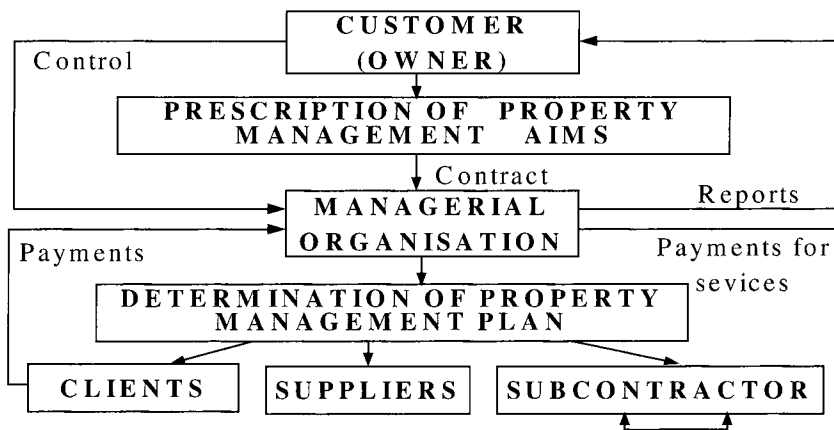 CUSTOMER
(OWNER)
Control
PRESCRIPTION OF PROPERTY
MANAGEMENT AIMS
Contract
MANAGERIAL
ORGANISATION
Reports
Payments
Payments for
sevices
DETERMINATION OF PROPERTY
MANAGEMENT PLAN
CLIENTS
SUPPLIERS
SUBCONTRACTOR